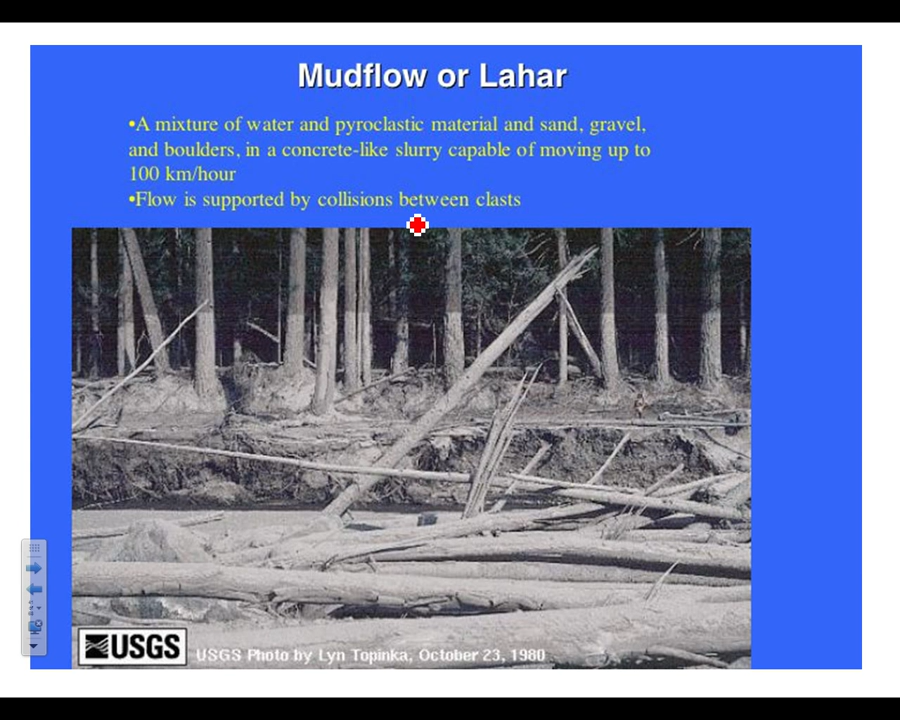 Mudflow or Lahar
•A mixture of water and pyroclastic material and sand, gravel,
and boulders, in a concrete-like slurry capable of moving up to
100 km/hour
•Flow is supported by collisions between clasts
USGS
USGS Photo by Lyn Topinka, October 23, 1980